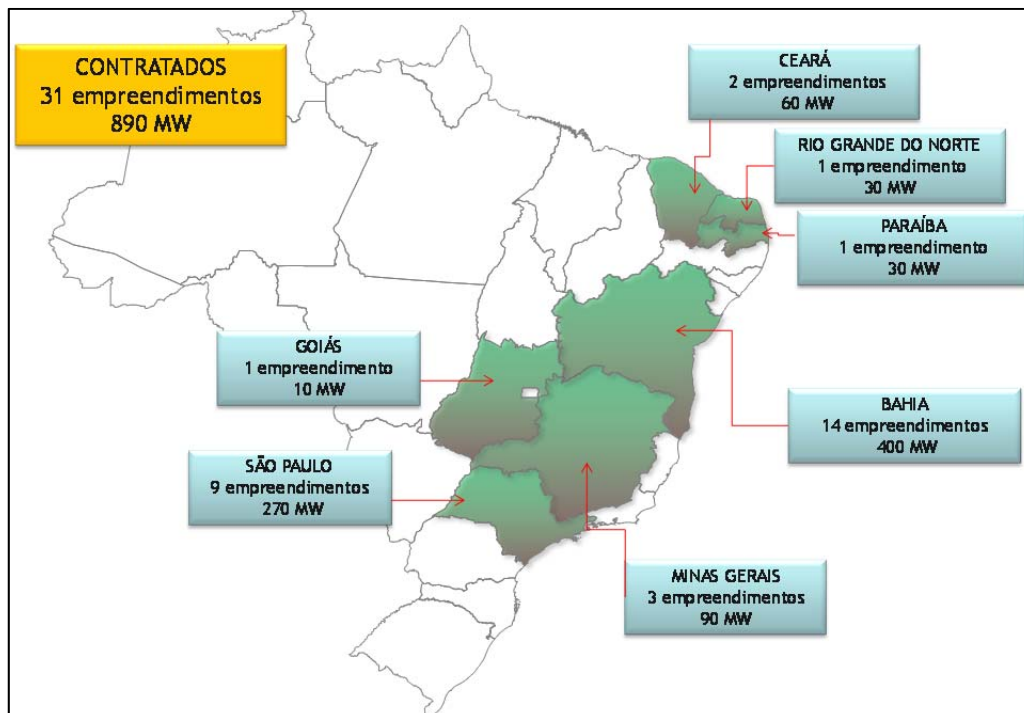 CONTRATADOS
31 empreendimentos
890 MW
CEARÁ
2 empreendimentos
60 MW
RIO GRANDE DO NORTE
1 empreendimento
30 MW
PARAÍBA
1 empreendimento
30 MW
GOIÁS
1 empreendimento
10 MW
BAHIA
14 empreendimentos
400 MW
SÃO PAULO
9 empreendimentos
270 MW
MINAS GERAIS
3 empreendimentos
90 MW